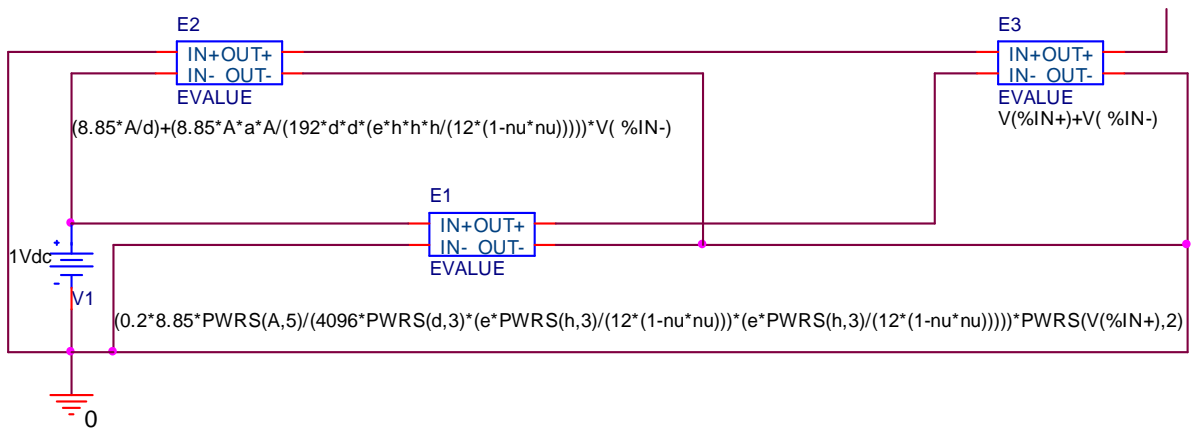 E2
E3
IN+OUT+
IN- OUT-
EVALUE
IN+OUT+
IN- OUT-
EVALUE
V(%IN+)+V( %IN-)
(8.85*A/d)+(8.85*A*a*A/(192*d*d*(e*h*h*h/(12*(1-nu*nu)))))*V( %IN-)
E1
IN+OUT+
IN- OUT-
EVALUE
+
1Vdc
-
V1
(0.2*8.85*PWRS(A,5)/(4096*PWRS(d,3)*(e*PWRS(h,3)/(12*(1-nu*nu)))*(e*PWRS(h,3)/(12*(1-nu*nu)))))*PWRS(V(%IN+),2)
0